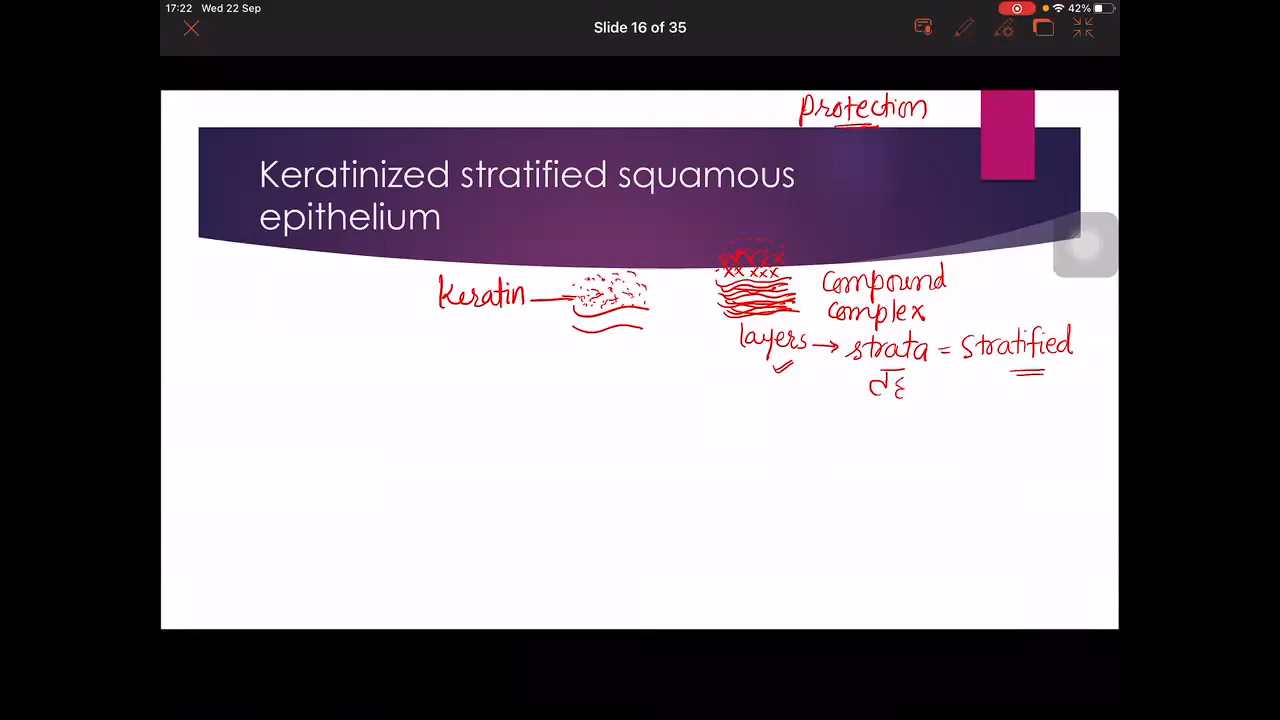 17:22 Wed 22 Sep
42%
Slide 16 of 35
Protection
Keratinized stratified squamous
epithelium
Keratin
Compound
Complex
layers → strata = Stratified